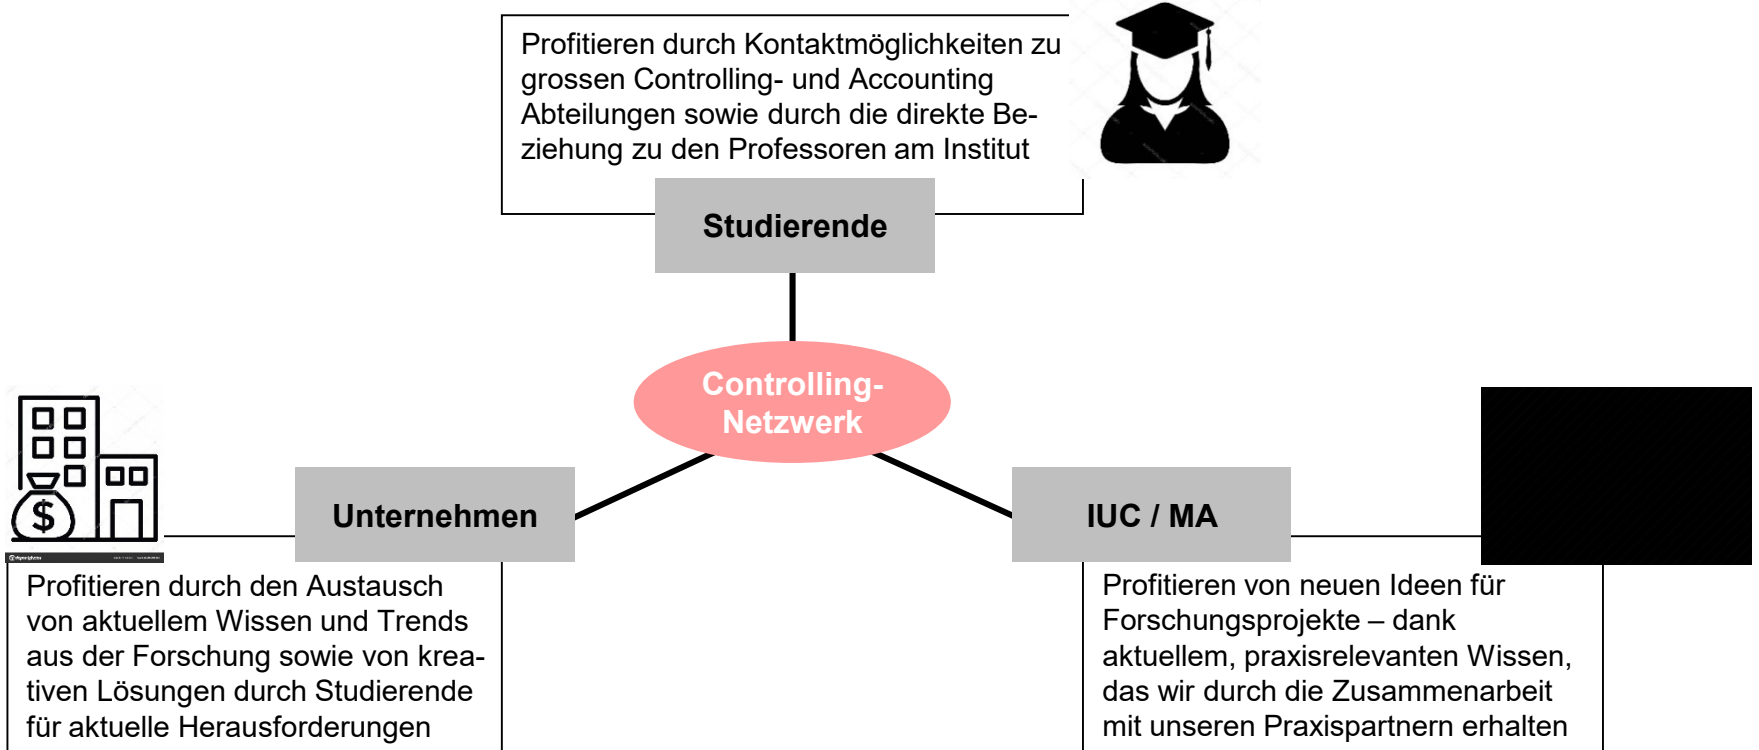 Profitieren durch Kontaktmöglichkeiten zu
grossen Controlling- und Accounting
Abteilungen sowie durch die direkte Be-
ziehung zu den Professoren am Institut
Studierende
Controlling-
Netzwerk
$
Unternehmen
IUC / MA
Profitieren durch den Austausch
von aktuellem Wissen und Trends
aus der Forschung sowie von krea-
tiven Lösungen durch Studierende
für aktuelle Herausforderungen
Profitieren von neuen Ideen für
Forschungsprojekte – dank
aktuellem, praxisrelevanten Wissen,
das wir durch die Zusammenarbeit
mit unseren Praxispartnern erhalten